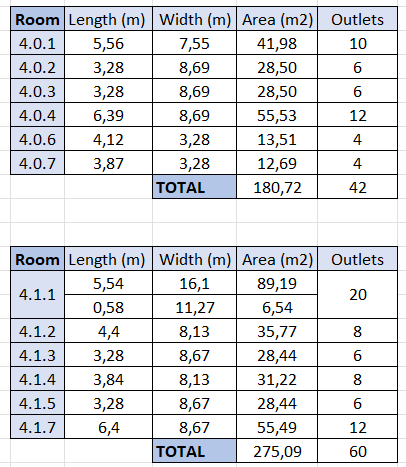 Room Length (m) Width (m) Area (m2) Outlets
4.0.1 5,56 7,55 41,98 10
4.0.2 3,28 8,69 28,50 6
4.0.3 3,28 8,69 28,50 6
4.0.4 6,39 8,69 55,53 12
4.0.6 4,12 3,28 13,51 4
4.0.7 3,87 3,28 12,69 4
TOTAL 180,72 42
Room Length (m) Width (m) Area (m2) Outlets
4.1.1 5,54 16,1 89,19 20
0,58 11,27 6,54
4.1.2 4,4 8,13 35,77 8
4.1.3 3,28 8,67 28,44 6
4.1.4 3,84 8,13 31,22 8
4.1.5 3,28 8,67 28,44 6
4.1.7 6,4 8,67 55,49 12
TOTAL 275,09 60